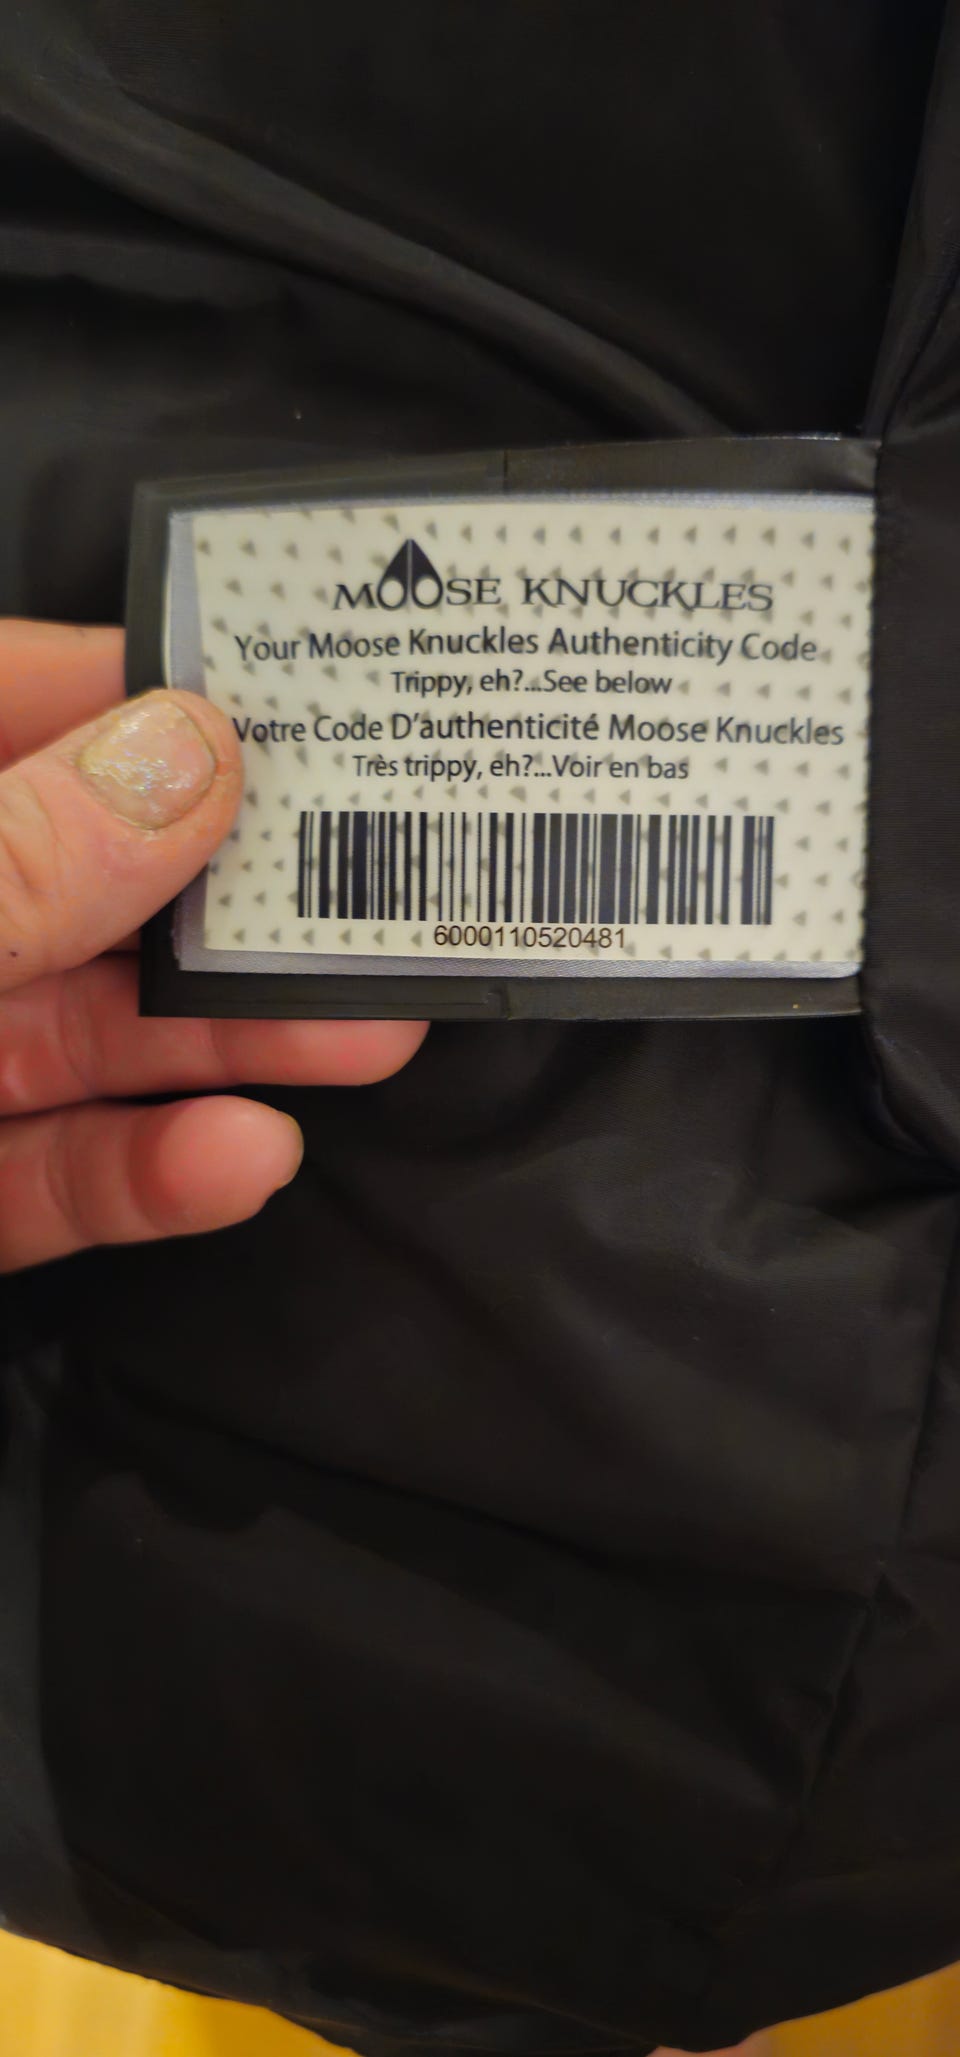 MOOSE KNUCKLES
Your Moose Knuckles Authenticity Code
Trippy, eh?...See below
Votre Code D'authenticité Moose Knuckles
Très trippy, eh?...Voir en bas
6000110520481